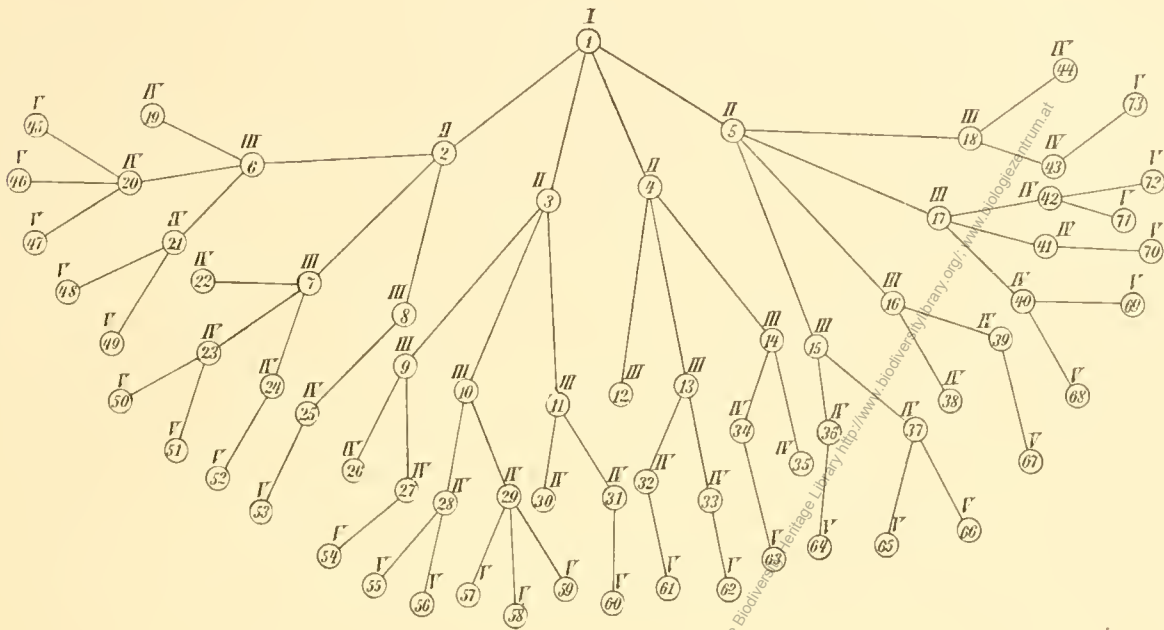 I
1
II
2
II
3
II
4
II
5
III
6
III
7
III
8
III
9
III
10
III
11
III
12
III
13
III
14
III
15
III
16
III
17
III
18
IV
19
IV
20
IV
21
IV
22
IV
23
IV
24
IV
25
IV
26
IV
27
IV
28
IV
29
IV
30
IV
31
IV
32
IV
33
IV
34
IV
35
IV
36
IV
37
IV
38
IV
39
IV
40
IV
41
IV
42
IV
43
IV
44
V
45
V
46
V
47
V
48
V
49
V
50
V
51
V
52
V
53
V
54
V
55
V
56
V
57
V
58
V
59
V
60
V
61
V
62
V
63
V
64
V
65
V
66
V
67
V
68
V
69
V
70
V
71
V
72
V
73
Biodiversity Heritage Library http://www.biodiversitylibrary.org/; www.biologiezentrum.at